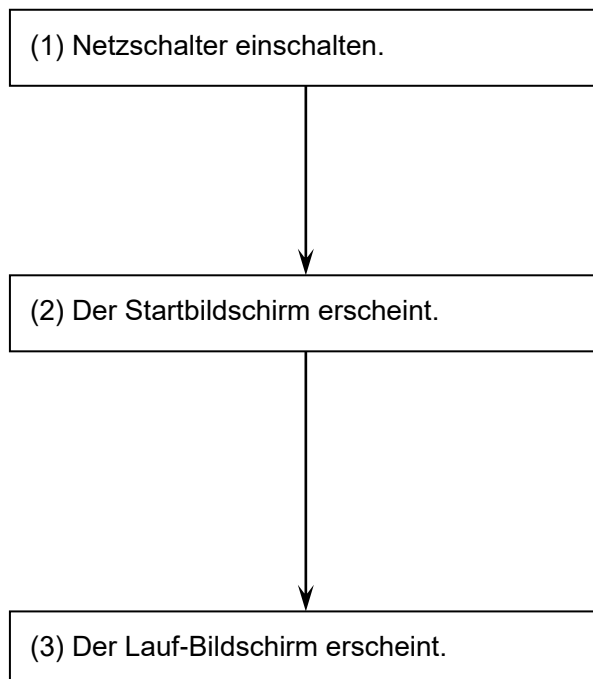 (1) Netzschalter einschalten.
(2) Der Startbildschirm erscheint.
(3) Der Lauf-Bildschirm erscheint.